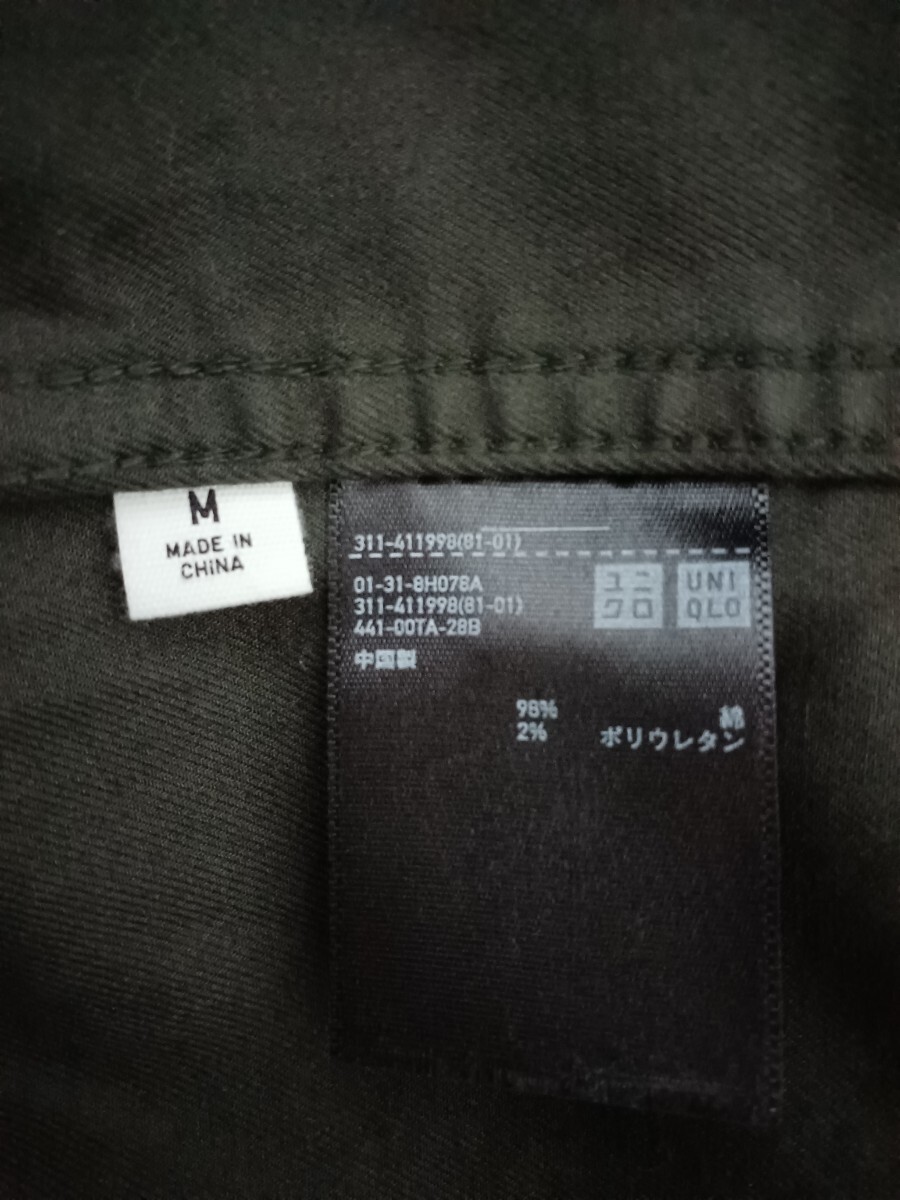 M
MADE IN
CHINA
311-411998(81-01)
01-31-8H078A
311-411998(81-01)
441-00TA-28B
中国製
ユニ
クロ
UNI
QLO
98% 綿
2% ポリウレタン